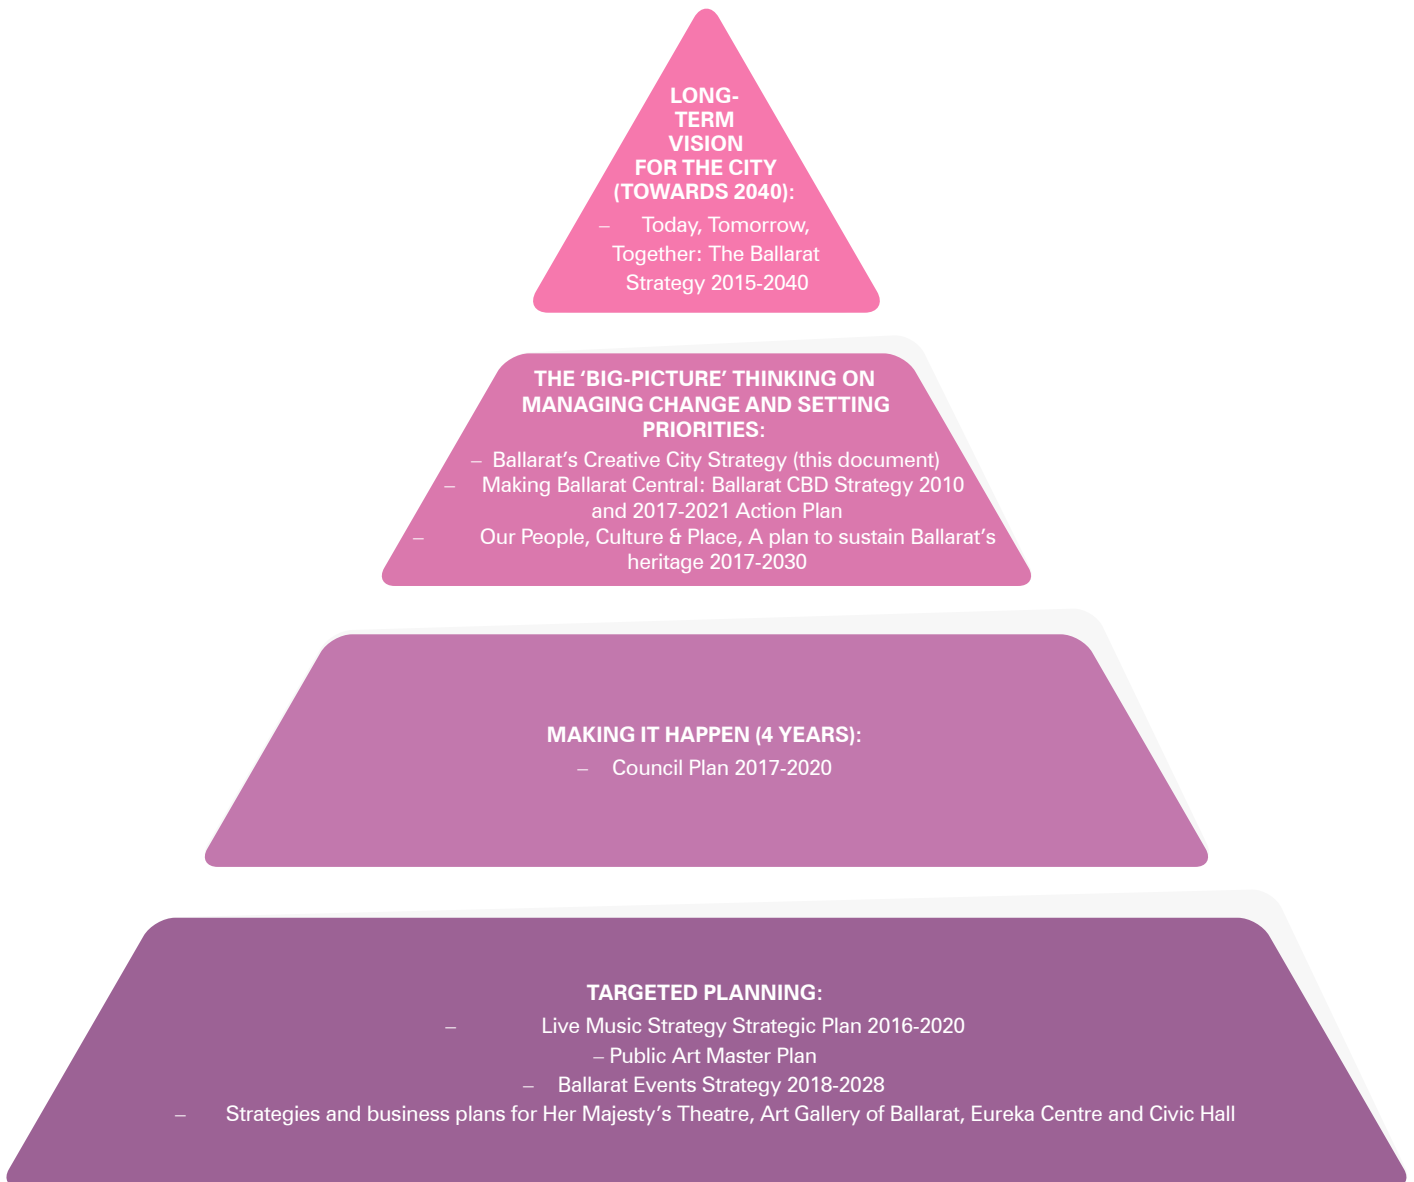 LONG-
TERM
VISION
FOR THE CITY
(TOWARDS 2040):
– Today, Tomorrow,
Together: The Ballarat
Strategy 2015-2040
THE ‘BIG-PICTURE’ THINKING ON
MANAGING CHANGE AND SETTING
PRIORITIES:
– Ballarat’s Creative City Strategy (this document)
– Making Ballarat Central: Ballarat CBD Strategy 2010
and 2017-2021 Action Plan
– Our People, Culture & Place, A plan to sustain Ballarat’s
heritage 2017-2030
MAKING IT HAPPEN (4 YEARS):
– Council Plan 2017-2020
TARGETED PLANNING:
– Live Music Strategy Strategic Plan 2016-2020
– Public Art Master Plan
– Ballarat Events Strategy 2018-2028
– Strategies and business plans for Her Majesty’s Theatre, Art Gallery of Ballarat, Eureka Centre and Civic Hall